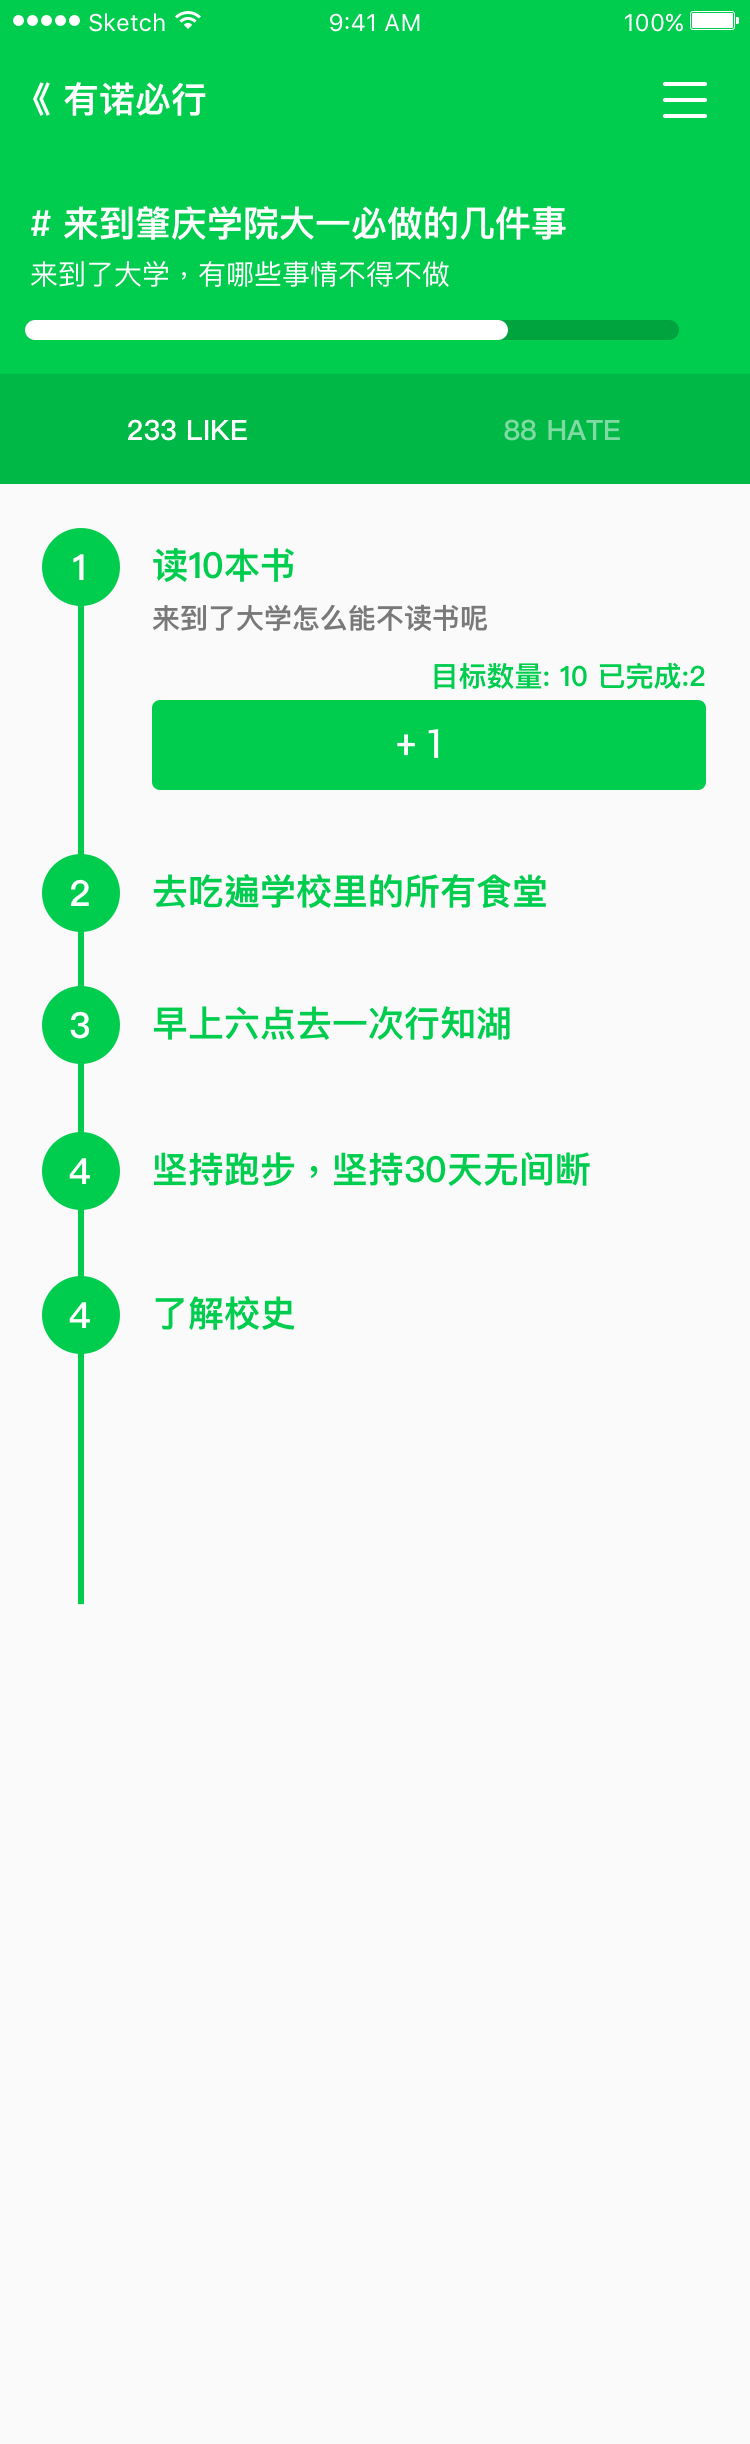 Sketch 9:41 AM 100%
《 有诺必行
# 来到肇庆学院大一必做的几件事
来到了大学，有哪些事情不得不做
233 LIKE 88 HATE
1 读10本书
来到了大学怎么能不读书呢
目标数量: 10 已完成:2
+ 1
2 去吃遍学校里的所有食堂
3 早上六点去一次行知湖
4 坚持跑步，坚持30天无间断
4 了解校史